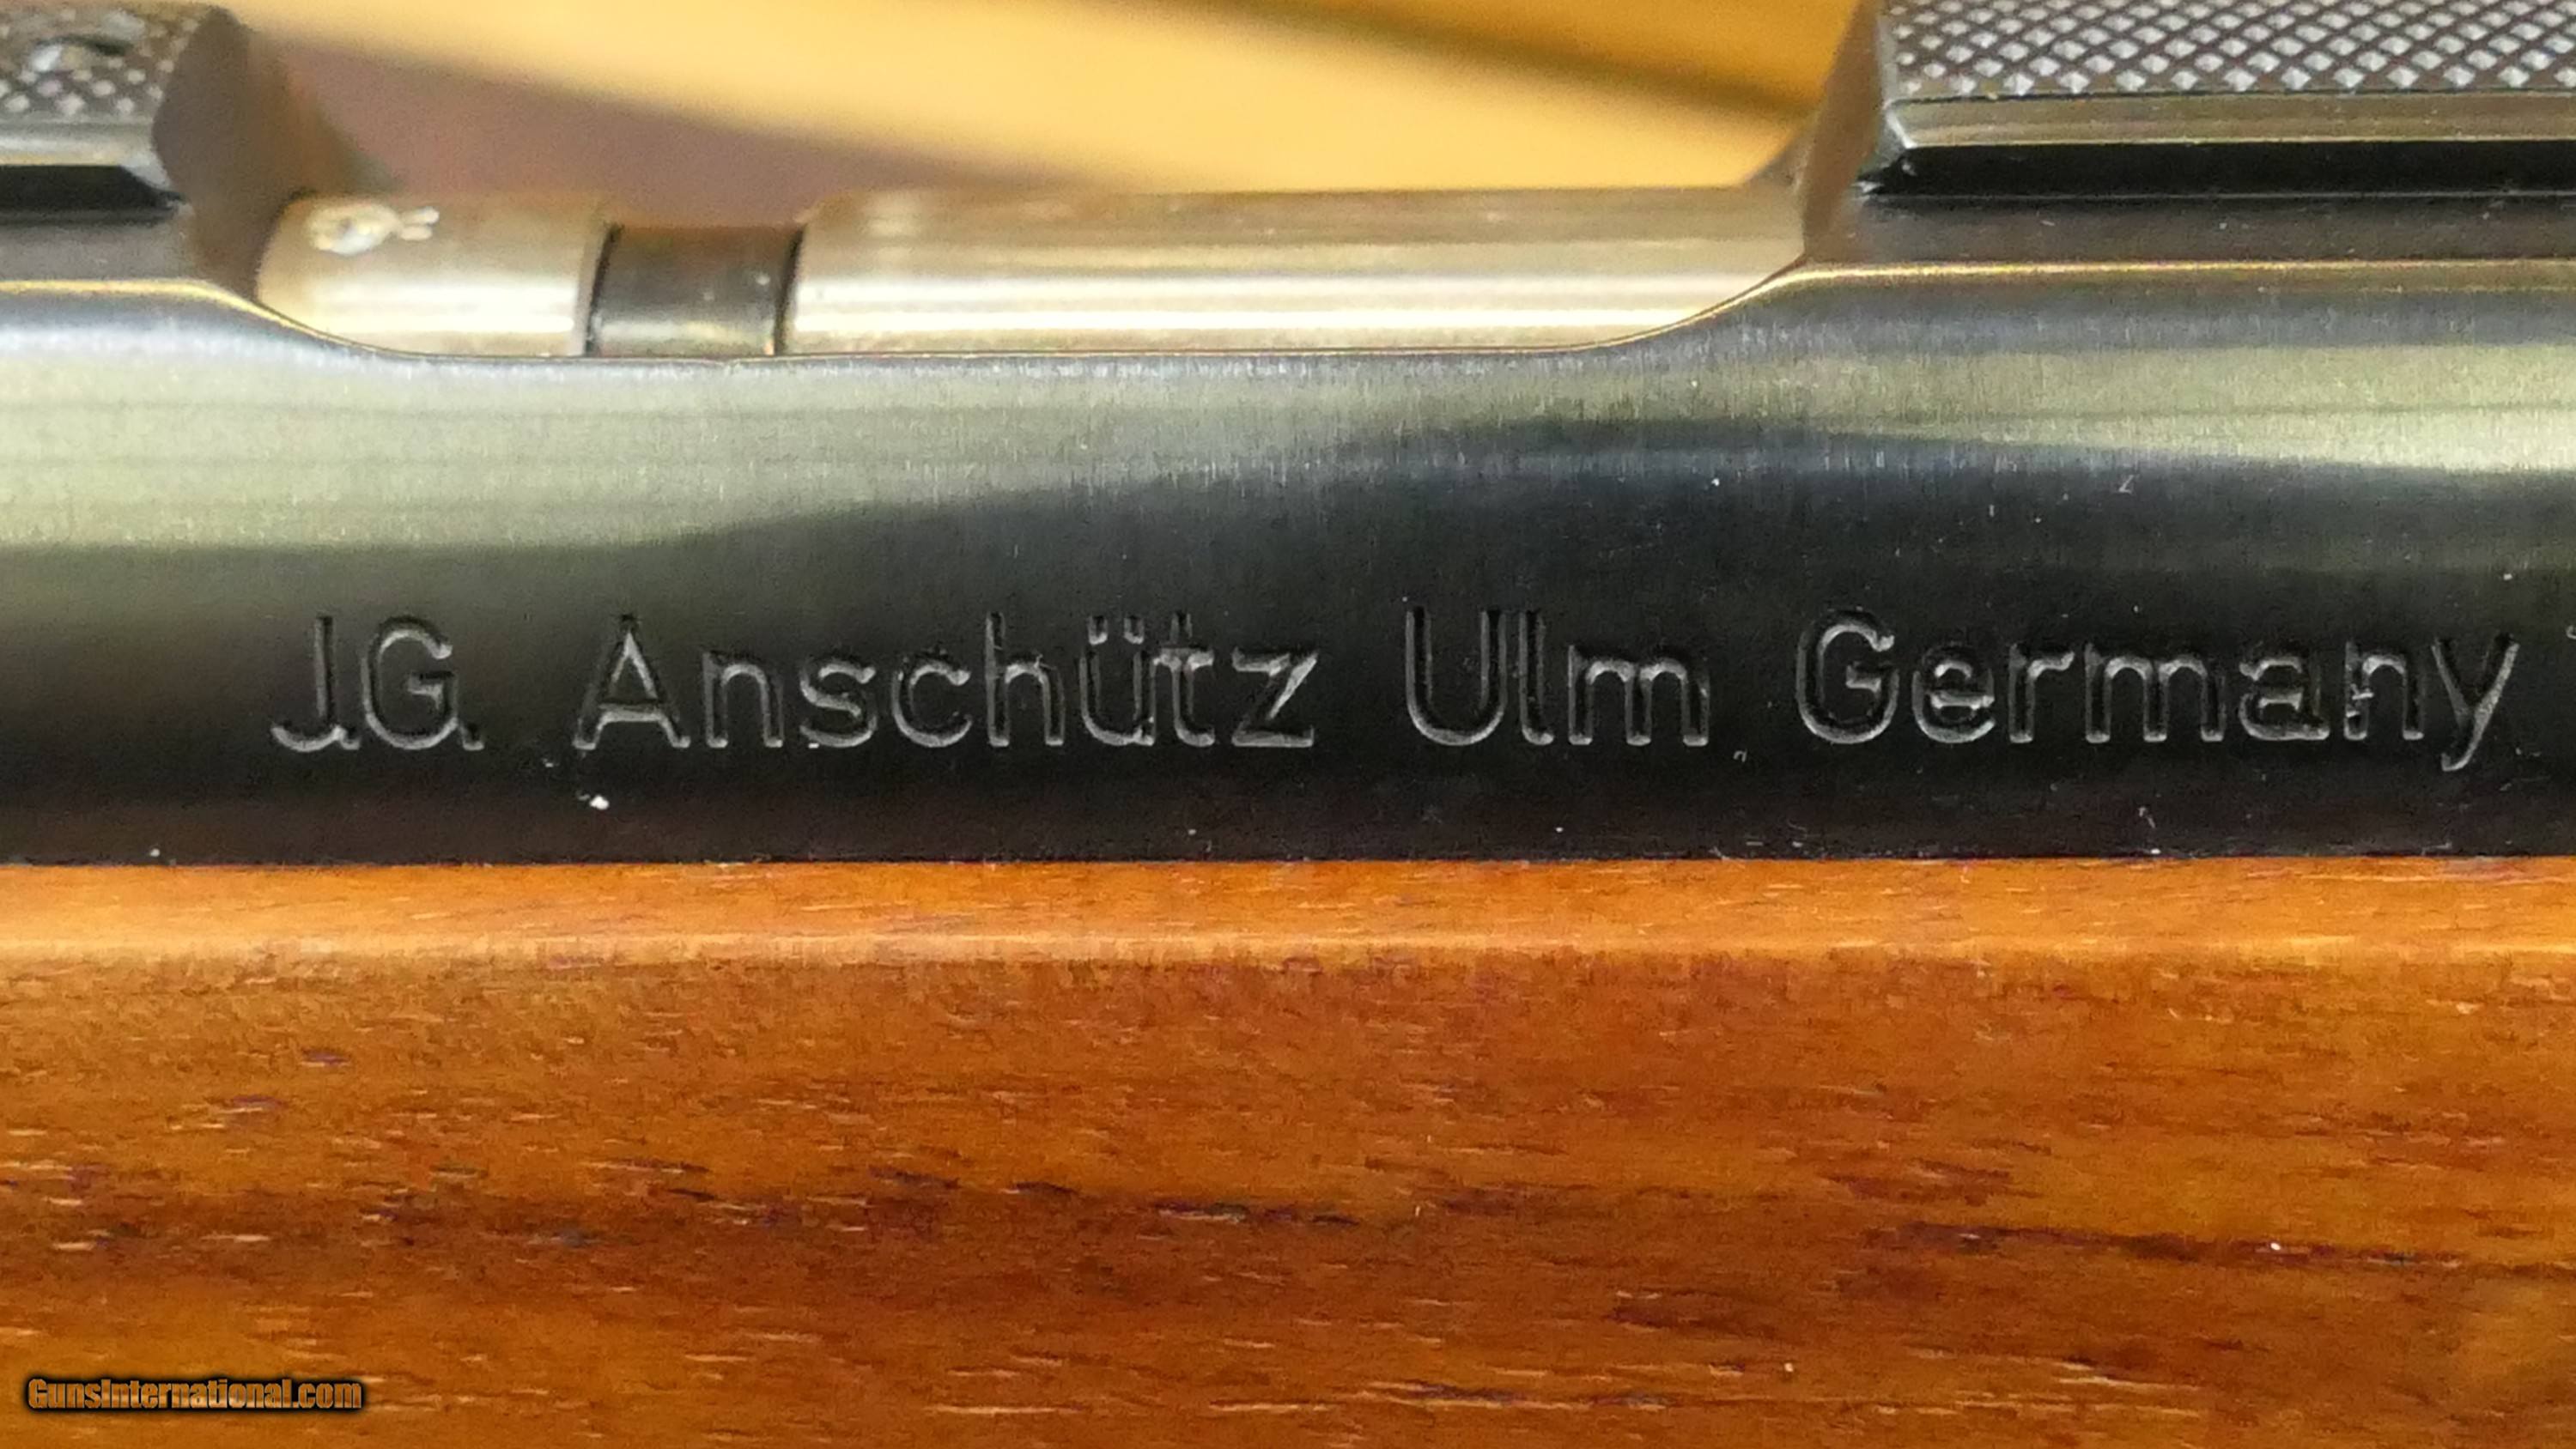 J.G. Anschütz Ulm Germany
GunsInternational.com